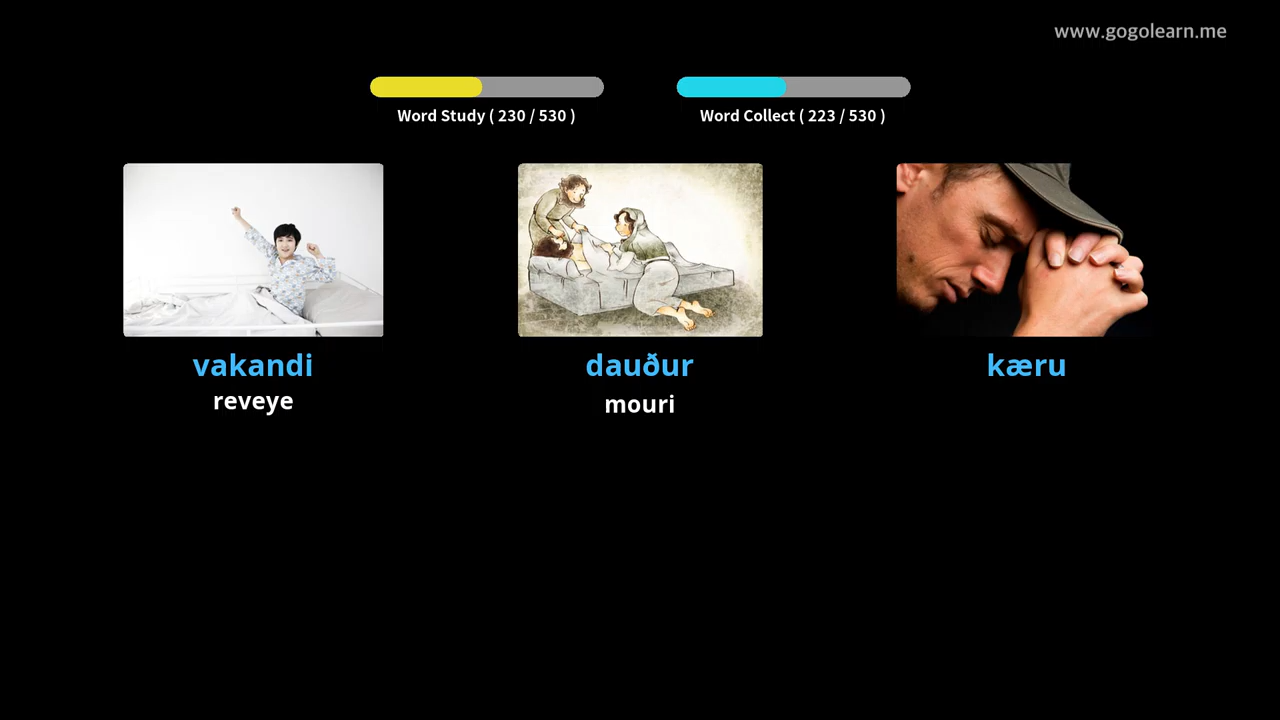 www.gogolearn.me
Word Study ( 230 / 530 )
Word Collect ( 223 / 530 )
vakandi
reveye
dauður
mouri
kæru